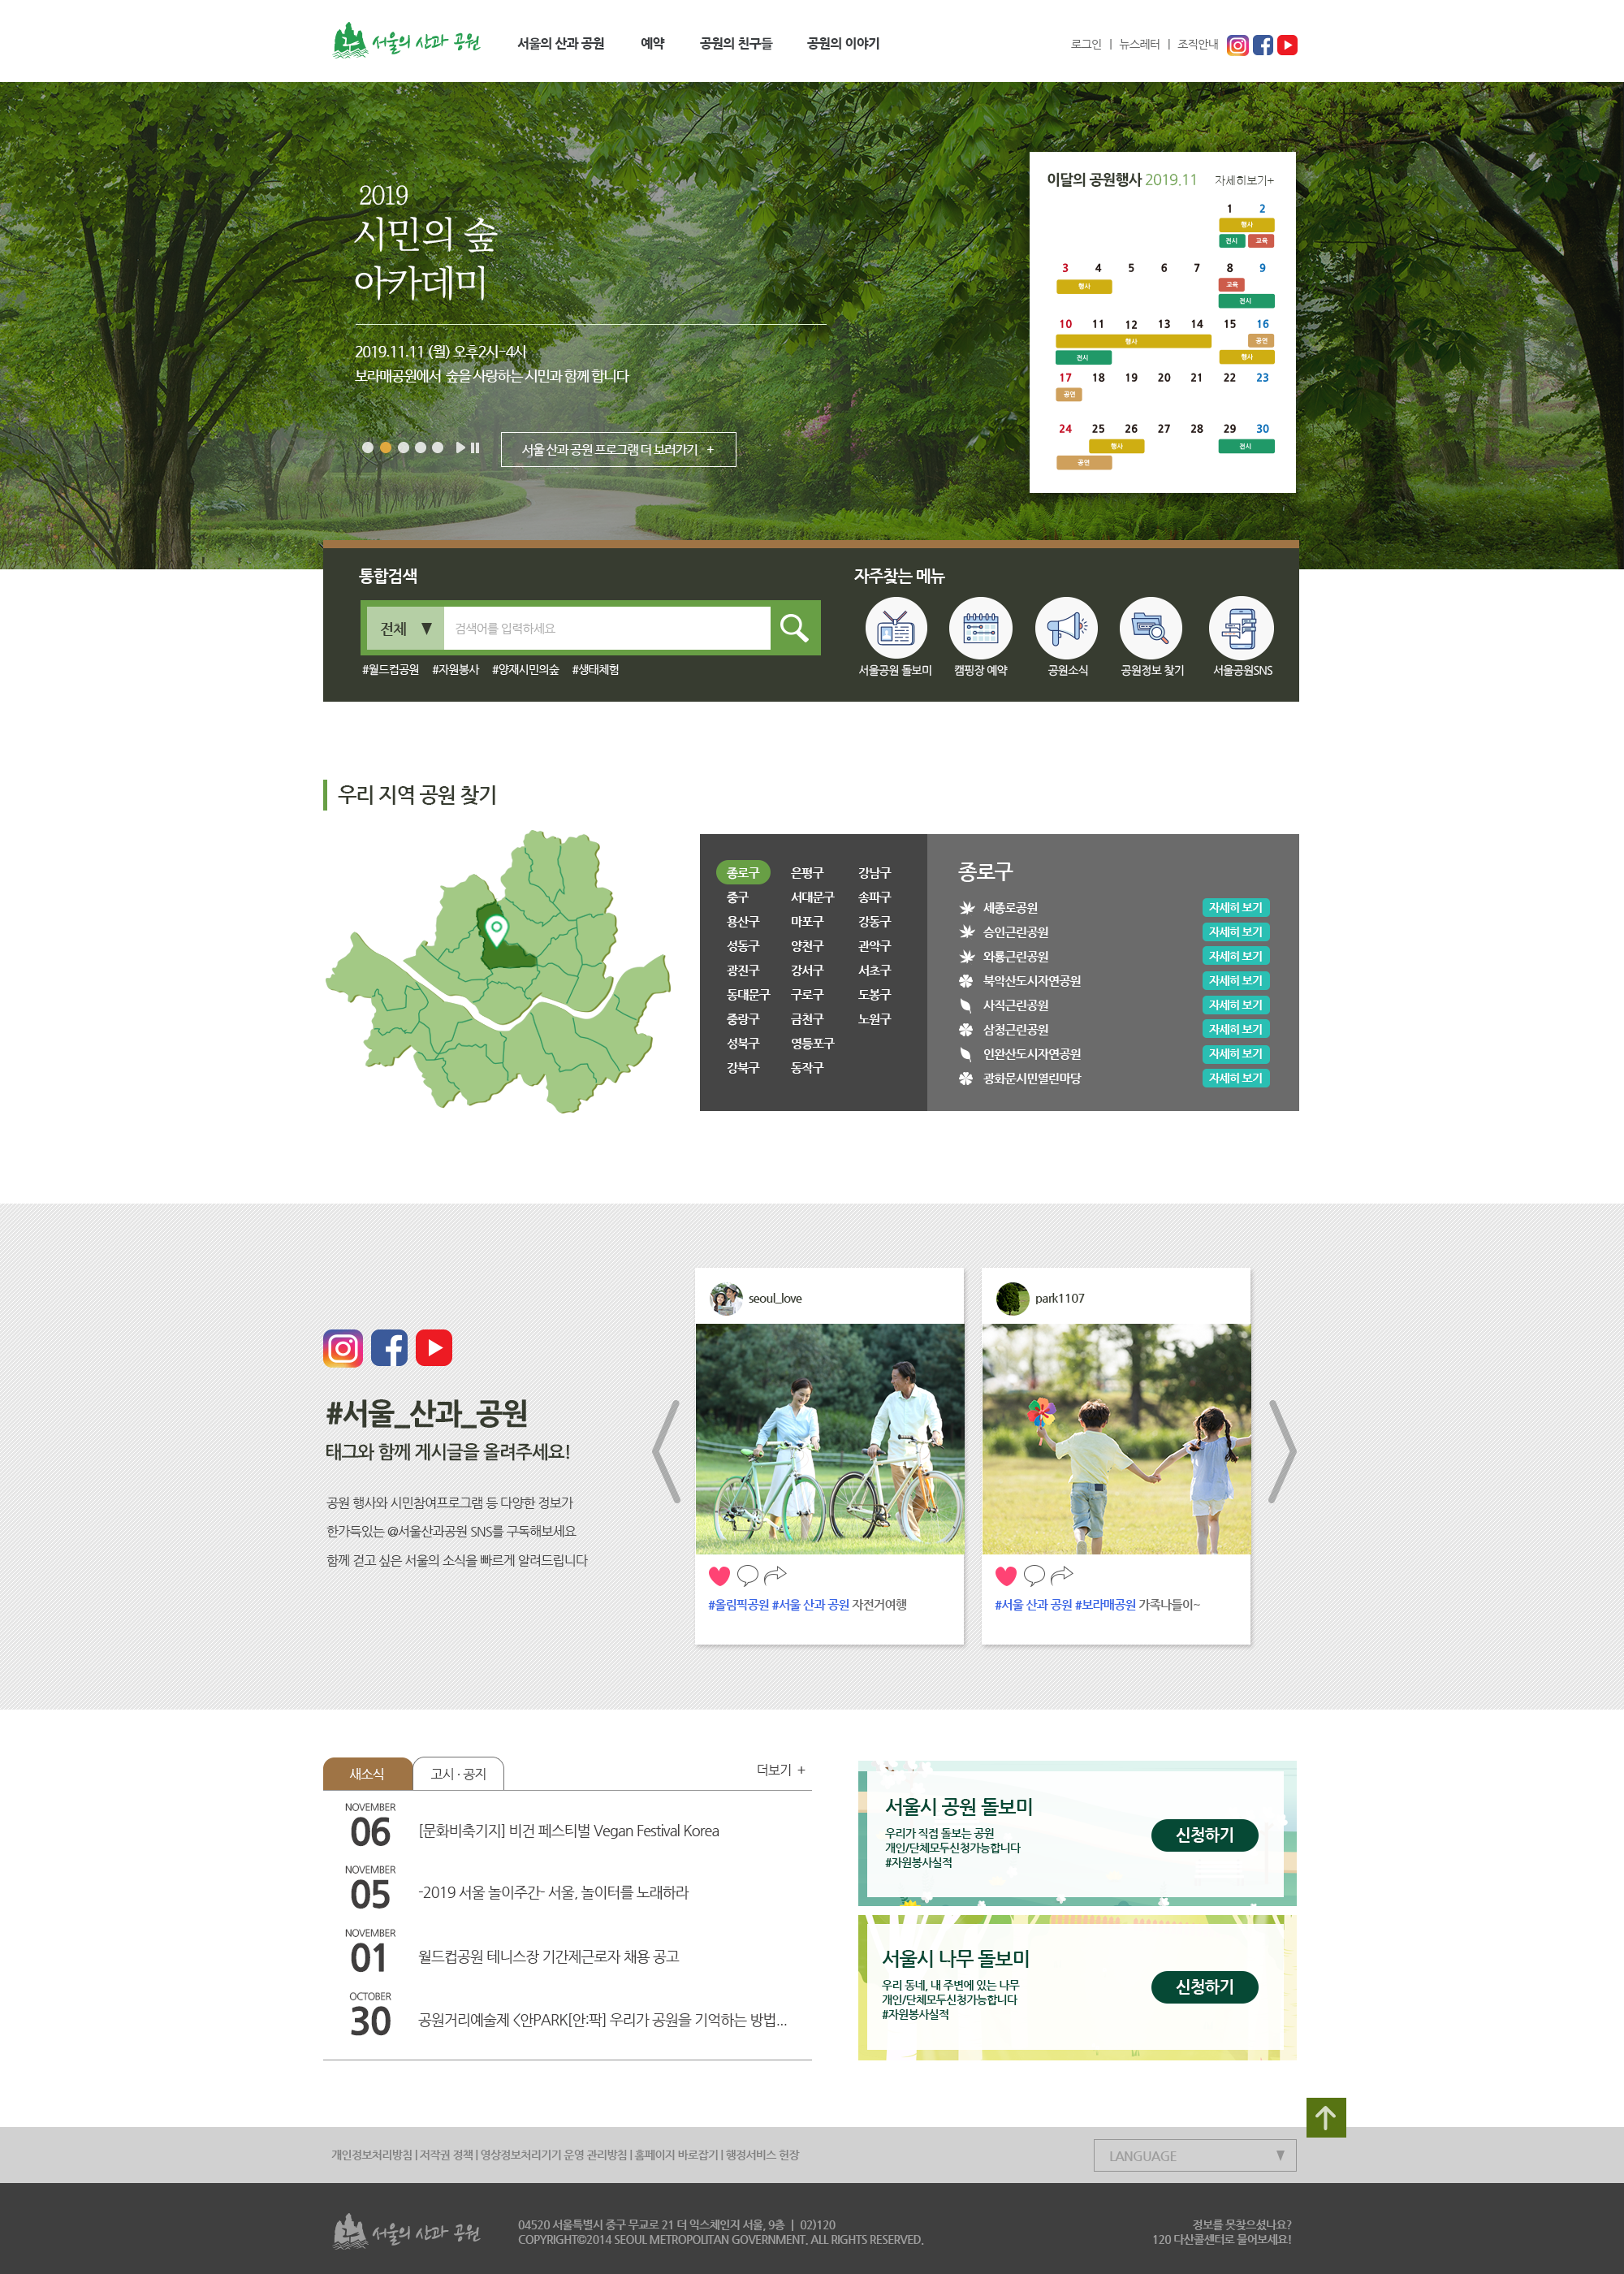 서울의 산과 공원
서울의 산과 공원 예약 공원의 친구들 공원의 이야기
로그인 | 뉴스레터 | 조직안내
2019
시민의 숲
아카데미
2019.11.11 (월) 오후2시-4시
보라매공원에서 숲을 사랑하는 시민과 함께 합니다
서울 산과 공원 프로그램 더 보러가기 +
이달의 공원행사 2019.11 자세히보기+
1 2
행사
전시 교육
3 4 5 6 7 8 9
행사 교육
전시
10 11 12 13 14 15 16
행사 공연
전시 행사
17 18 19 20 21 22 23
공연
24 25 26 27 28 29 30
행사 전시
공연
통합검색
전체 ▼ 검색어를 입력하세요
#월드컵공원 #자원봉사 #양재시민의숲 #생태체험
자주찾는 메뉴
서울공원 돌보미 캠핑장 예약 공원소식 공원정보 찾기 서울공원SNS
우리 지역 공원 찾기
종로구 은평구 강남구
중구 서대문구 송파구
용산구 마포구 강동구
성동구 양천구 관악구
광진구 강서구 서초구
동대문구 구로구 도봉구
중랑구 금천구 노원구
성북구 영등포구
강북구 동작구
종로구
세종로공원 자세히 보기
숭인근린공원 자세히 보기
와룡근린공원 자세히 보기
북악산도시자연공원 자세히 보기
사직근린공원 자세히 보기
삼청근린공원 자세히 보기
인완산도시자연공원 자세히 보기
광화문시민열린마당 자세히 보기
#서울_산과_공원
태그와 함께 게시글을 올려주세요!
공원 행사와 시민참여프로그램 등 다양한 정보가
한가득있는 @서울산과공원 SNS를 구독해보세요
함께 걷고 싶은 서울의 소식을 빠르게 알려드립니다
seoul_love
#올림픽공원 #서울 산과 공원 자전거여행
park1107
#서울 산과 공원 #보라매공원 가족나들이~
새소식 고시 · 공지 더보기 +
NOVEMBER
06 [문화비축기지] 비건 페스티벌 Vegan Festival Korea
NOVEMBER
05 -2019 서울 놀이주간- 서울, 놀이터를 노래하라
NOVEMBER
01 월드컵공원 테니스장 기간제근로자 채용 공고
OCTOBER
30 공원거리예술제 <안PARK[안:팍] 우리가 공원을 기억하는 방법...
서울시 공원 돌보미
우리가 직접 돌보는 공원
개인/단체모두신청가능합니다
#자원봉사실적
신청하기
서울시 나무 돌보미
우리 동네, 내 주변에 있는 나무
개인/단체모두신청가능합니다
#자원봉사실적
신청하기
개인정보처리방침 | 저작권 정책 | 영상정보처리기기 운영 관리방침 | 홈페이지 바로잡기 | 행정서비스 헌장
LANGUAGE ▼
서울의 산과 공원
04520 서울특별시 중구 무교로 21 더 익스체인지 서울, 9층 | 02)120
COPYRIGHT©2014 SEOUL METROPOLITAN GOVERNMENT. ALL RIGHTS RESERVED.
정보를 못찾으셨나요?
120 다산콜센터로 물어보세요!